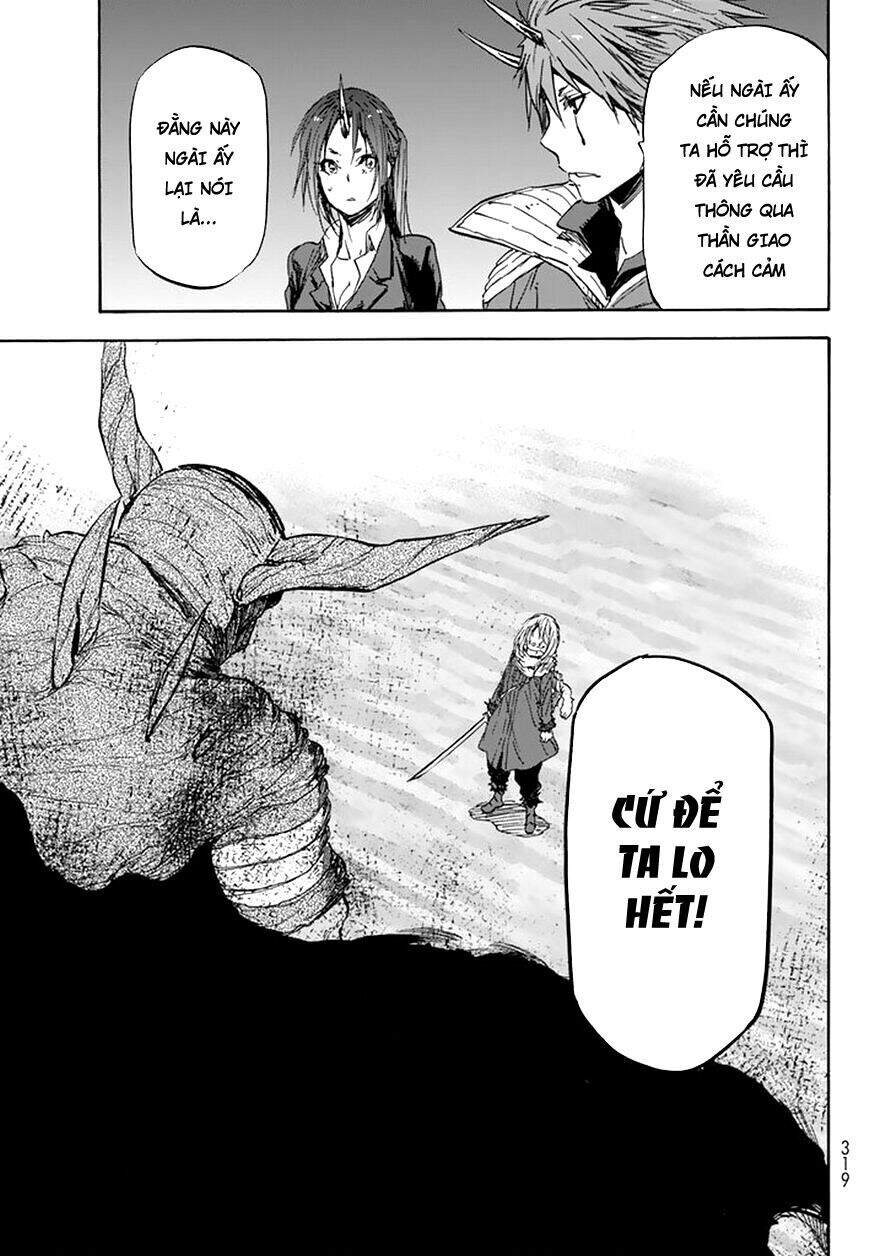 NẾU NGÀI ẤY
CẦN CHÚNG
TA HỖ TRỢ THÌ
ĐÃ YÊU CẦU
THÔNG QUA
THẦN GIAO
CÁCH CẢM
ĐẰNG NÀY
NGÀI ẤY
LẠI NÓI
LÀ...
CỨ ĐỂ
TA LO
HẾT!
319